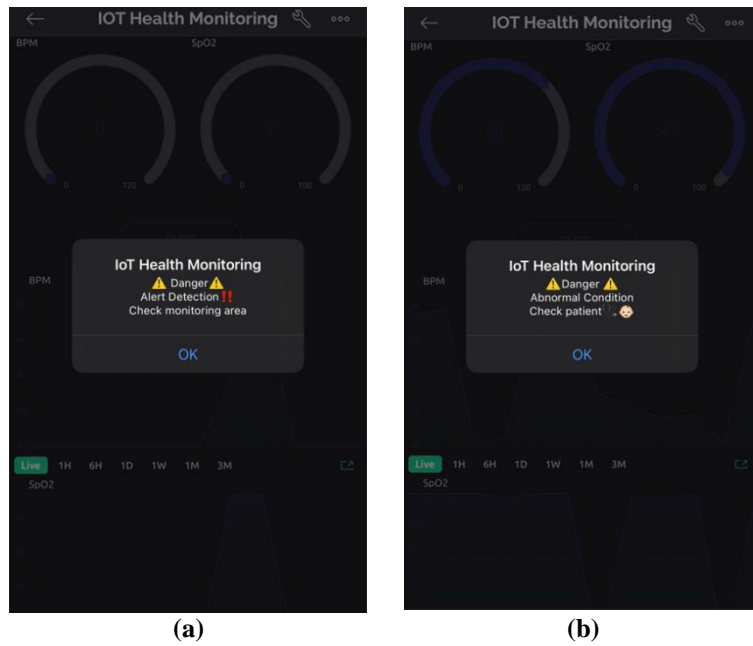 IOT Health Monitoring
BPM
SpO2
0
120
0
100
BPM
IoT Health Monitoring
⚠️ Danger⚠️
Alert Detection‼️
Check monitoring area
OK
Live 1H 6H 1D 1W 1M 3M
SpO2
(a)
IOT Health Monitoring
BPM
SpO2
0
120
0
100
BPM
IoT Health Monitoring
⚠️Danger ⚠️
Abnormal Condition
Check patient🩺👶🏻
OK
Live 1H 6H 1D 1W 1M 3M
SpO2
(b)